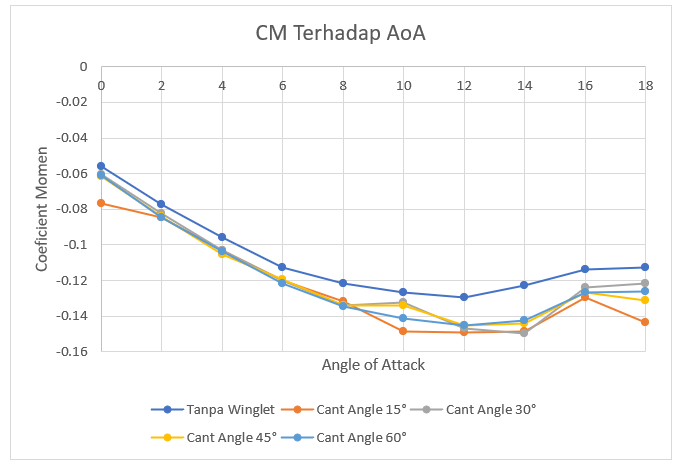 CM Terhadap AoA
0
0 2 4 6 8 10 12 14 16 18
-0.02
-0.04
-0.06
-0.08
-0.1
-0.12
-0.14
-0.16
Coeficient Momen
Angle of Attack
Tanpa Winglet Cant Angle 15° Cant Angle 30°
Cant Angle 45° Cant Angle 60°